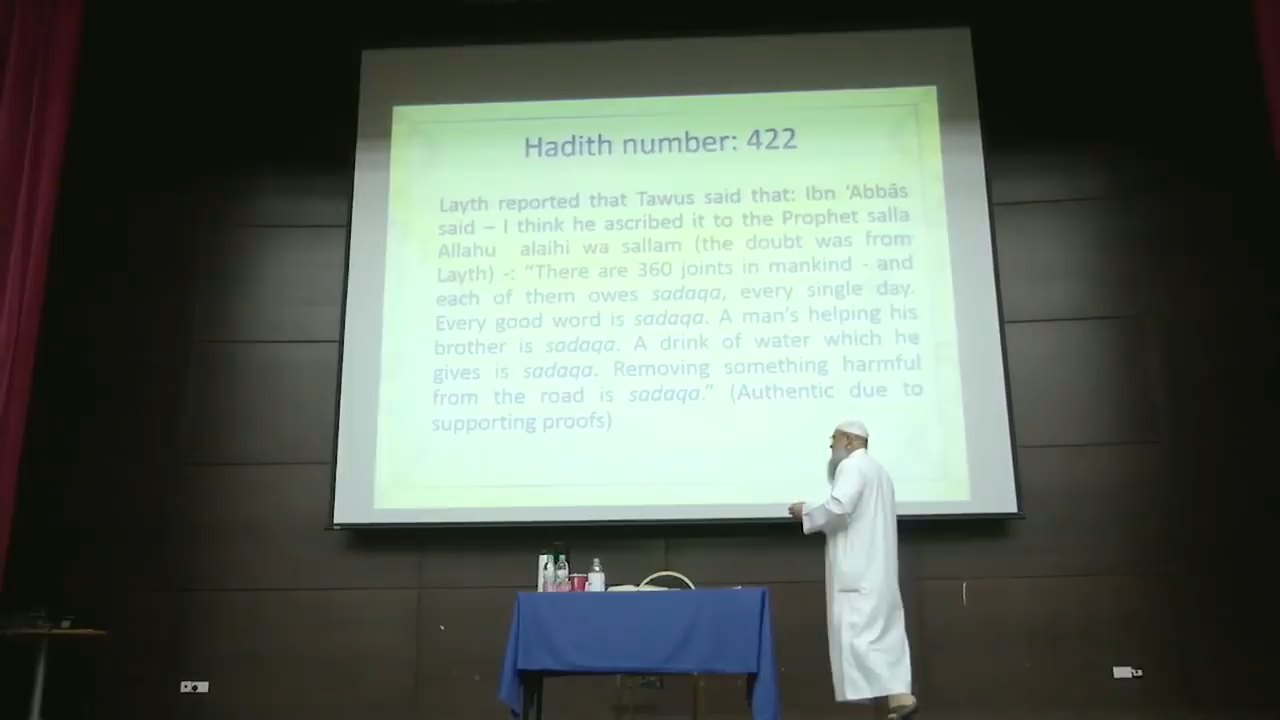 Hadith number: 422
Layth reported that Tawus said that: Ibn ‘Abbās
said – I think he ascribed it to the Prophet salla
Allahu alaihi wa sallam (the doubt was from
Layth) -: “There are 360 joints in mankind - and
each of them owes sadaqa, every single day.
Every good word is sadaqa. A man’s helping his
brother is sadaqa. A drink of water which he
gives is sadaqa. Removing something harmful
from the road is sadaqa.” (Authentic due to
supporting proofs)